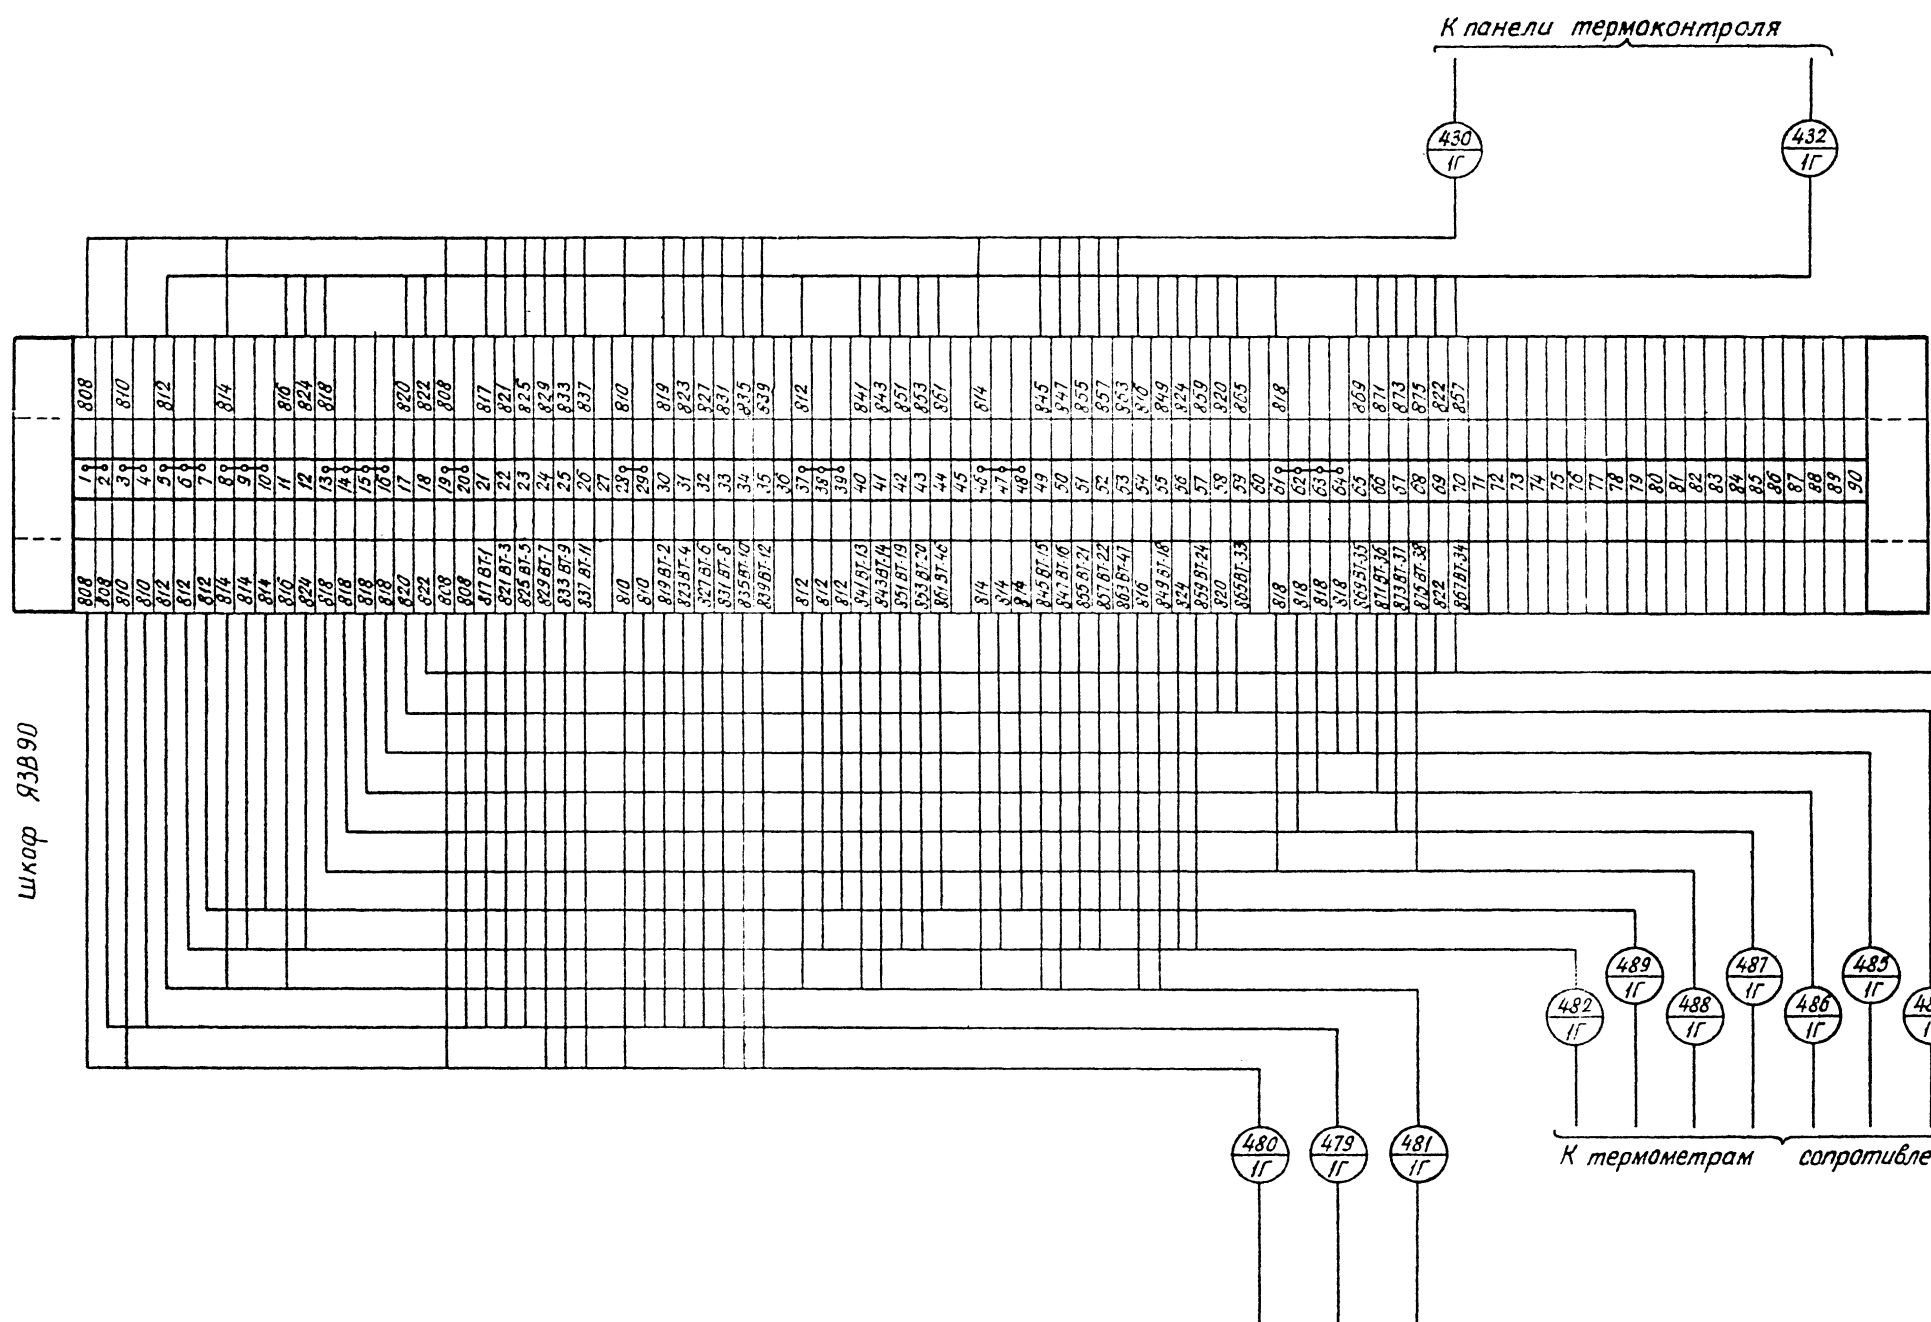 К панели термоконтроля
430
1Г
432
1Г
808 810 812 814 816 824 818 820 822 808 817 821 825 829 833 837 810 819 823 827 831 835 839 812 841 843 851 853 861 814 845 847 855 857 863 816 849 824 859 820 865 818 869 871 873 875 822 867
1 2 3 4 5 6 7 8 9 10 11 12 13 14 15 16 17 18 19 20 21 22 23 24 25 26 27 28 29 30 31 32 33 34 35 36 37 38 39 40 41 42 43 44 45 46 47 48 49 50 51 52 53 54 55 56 57 58 59 60 61 62 63 64 65 66 67 68 69 70 71 72 73 74 75 76 77 78 79 80 81 82 83 84 85 86 87 88 89 90
808 808 810 810 812 812 812 814 814 814 816 824 818 818 818 818 820 822 808 808 817 ВТ-1 821 ВТ-3 825 ВТ-5 829 ВТ-7 833 ВТ-9 837 ВТ-11 810 810 819 ВТ-2 823 ВТ-4 827 ВТ-6 831 ВТ-8 835 ВТ-10 839 ВТ-12 812 812 812 841 ВТ-13 843 ВТ-14 851 ВТ-19 853 ВТ-20 861 ВТ-46 814 814 814 845 ВТ-15 847 ВТ-16 855 ВТ-21 857 ВТ-22 863 ВТ-47 816 849 ВТ-18 824 859 ВТ-24 820 865 ВТ-33 818 818 818 818 869 ВТ-35 871 ВТ-36 873 ВТ-37 875 ВТ-38 822 867 ВТ-34
шкаф ЯЗВ90
489
1Г
487
1Г
485
1Г
482
1Г
488
1Г
486
1Г
480
1Г
479
1Г
481
1Г
К термометрам сопротивле